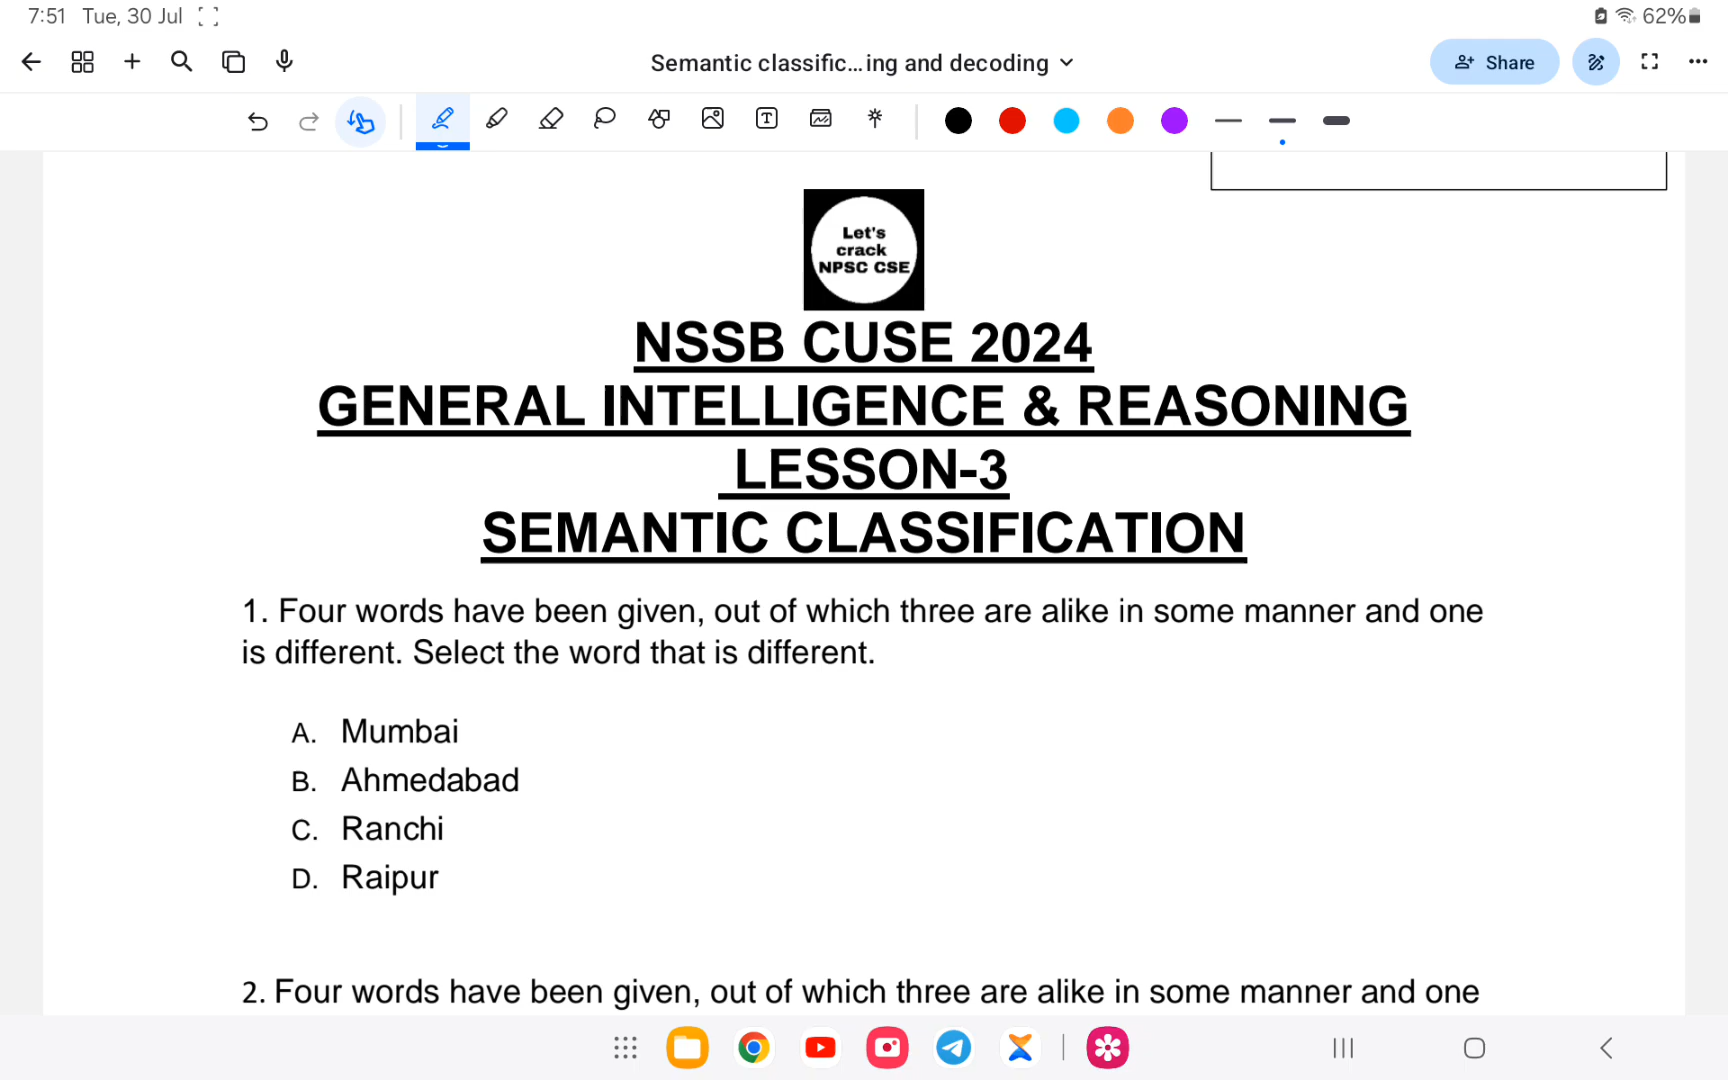 7:51 Tue, 30 Jul
62%
Semantic classific...ing and decoding
Share
Let's
crack
NPSC CSE
NSSB CUSE 2024
GENERAL INTELLIGENCE & REASONING
LESSON-3
SEMANTIC CLASSIFICATION
1. Four words have been given, out of which three are alike in some manner and one
is different. Select the word that is different.
A. Mumbai
B. Ahmedabad
C. Ranchi
D. Raipur
2. Four words have been given, out of which three are alike in some manner and one